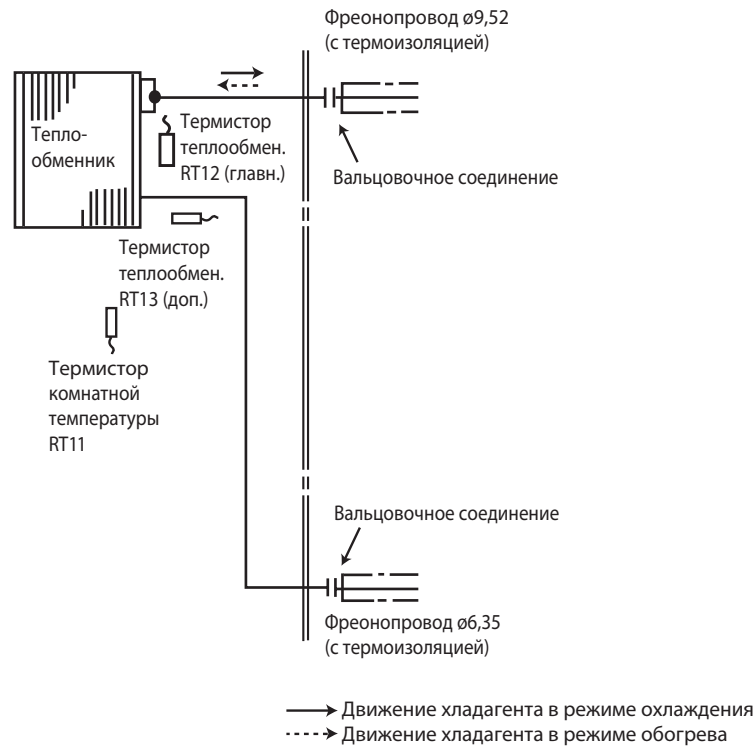 Фреонопровод ø9,52
(с термоизоляцией)
Тепло-
обменник
Термистор
теплообмен.
RT12 (главн.)
Вальцовочное соединение
Термистор
теплообмен.
RT13 (доп.)
Термистор
комнатной
температуры
RT11
Вальцовочное соединение
Фреонопровод ø6,35
(с термоизоляцией)
Движение хладагента в режиме охлаждения
Движение хладагента в режиме обогрева